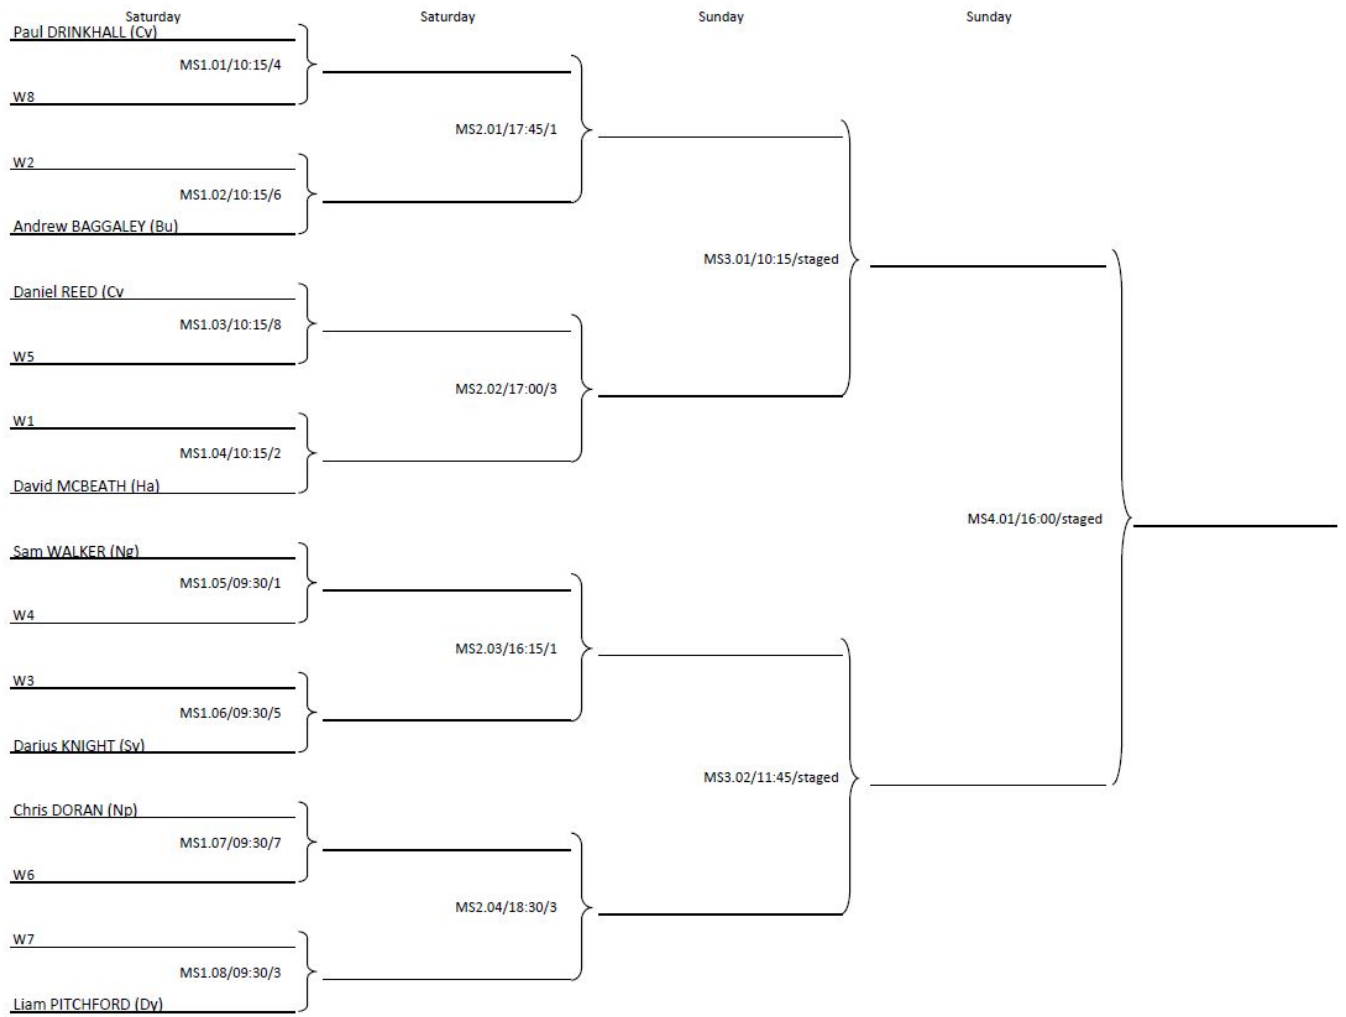 Saturday Saturday Sunday Sunday
Paul DRINKHALL (Cv)
MS1.01/10:15/4
W8
MS2.01/17:45/1
W2
MS1.02/10:15/6
Andrew BAGGALEY (Bu)
MS3.01/10:15/staged
Daniel REED (Cv
MS1.03/10:15/8
W5
MS2.02/17:00/3
W1
MS1.04/10:15/2
David MCBEATH (Ha)
MS4.01/16:00/staged
Sam WALKER (Ng)
MS1.05/09:30/1
W4
MS2.03/16:15/1
W3
MS1.06/09:30/5
Darius KNIGHT (Sy)
MS3.02/11:45/staged
Chris DORAN (Np)
MS1.07/09:30/7
W6
MS2.04/18:30/3
W7
MS1.08/09:30/3
Liam PITCHFORD (Dy)